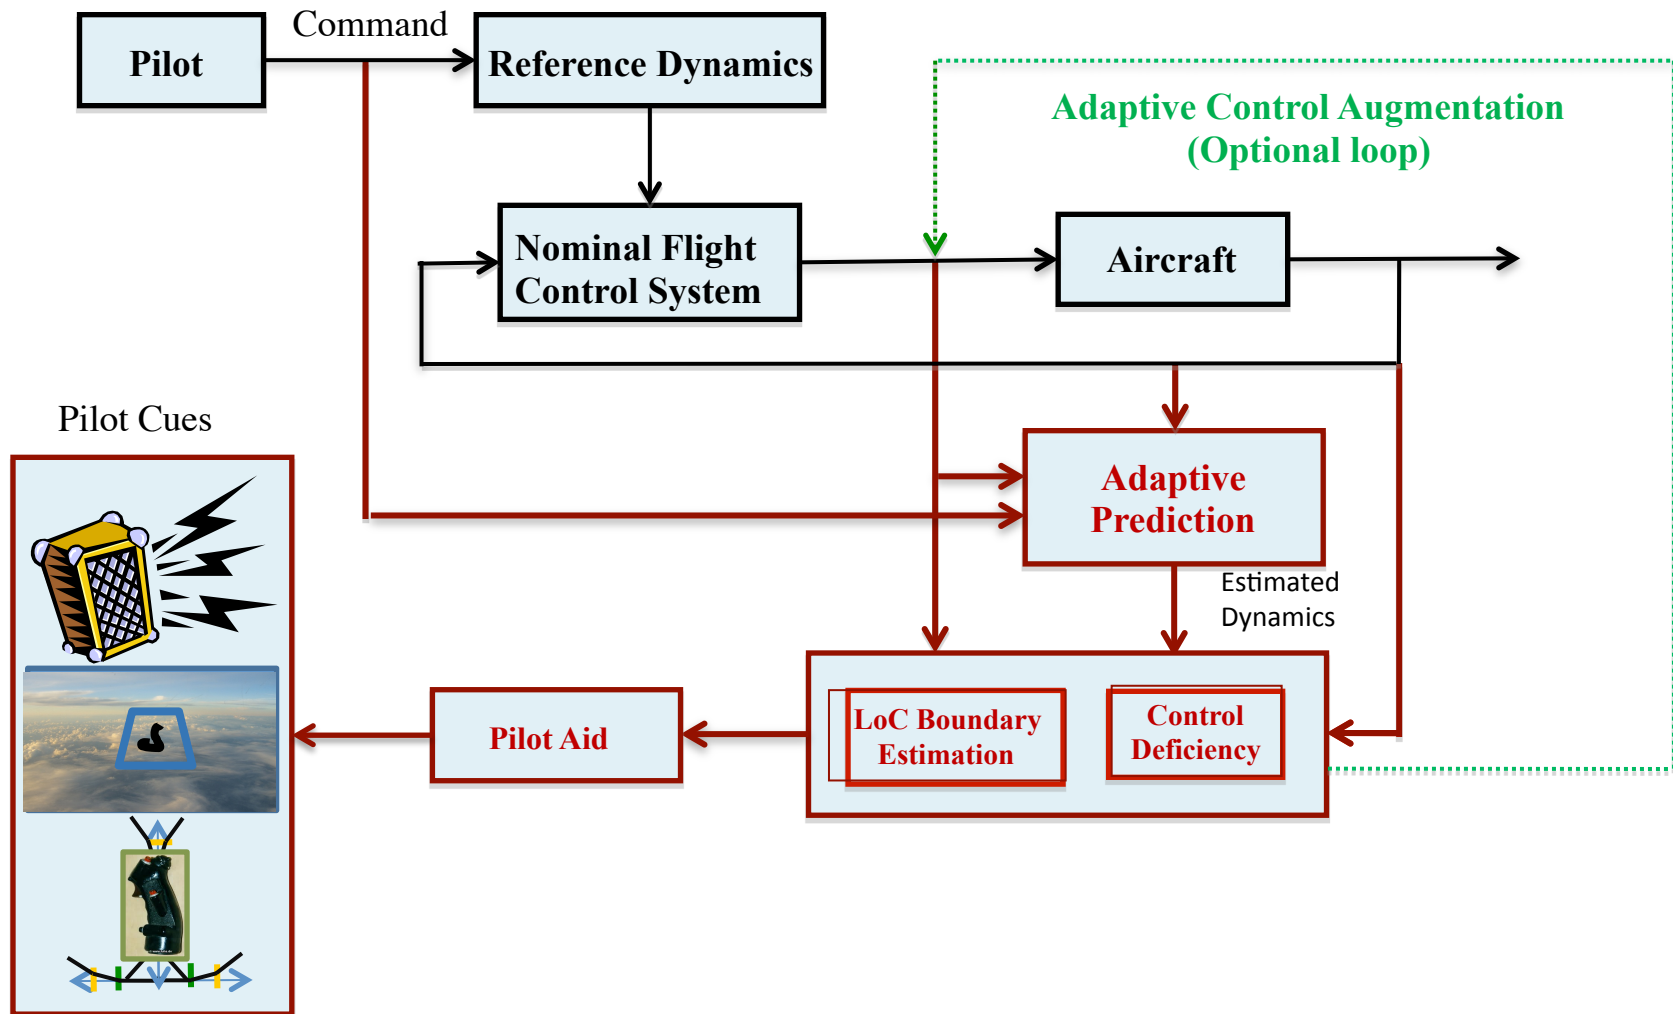 Command
Pilot
Reference Dynamics
Adaptive Control Augmentation
(Optional loop)
Nominal Flight
Control System
Aircraft
Pilot Cues
Adaptive
Prediction
Estimated
Dynamics
LoC Boundary
Estimation
Control
Deficiency
Pilot Aid